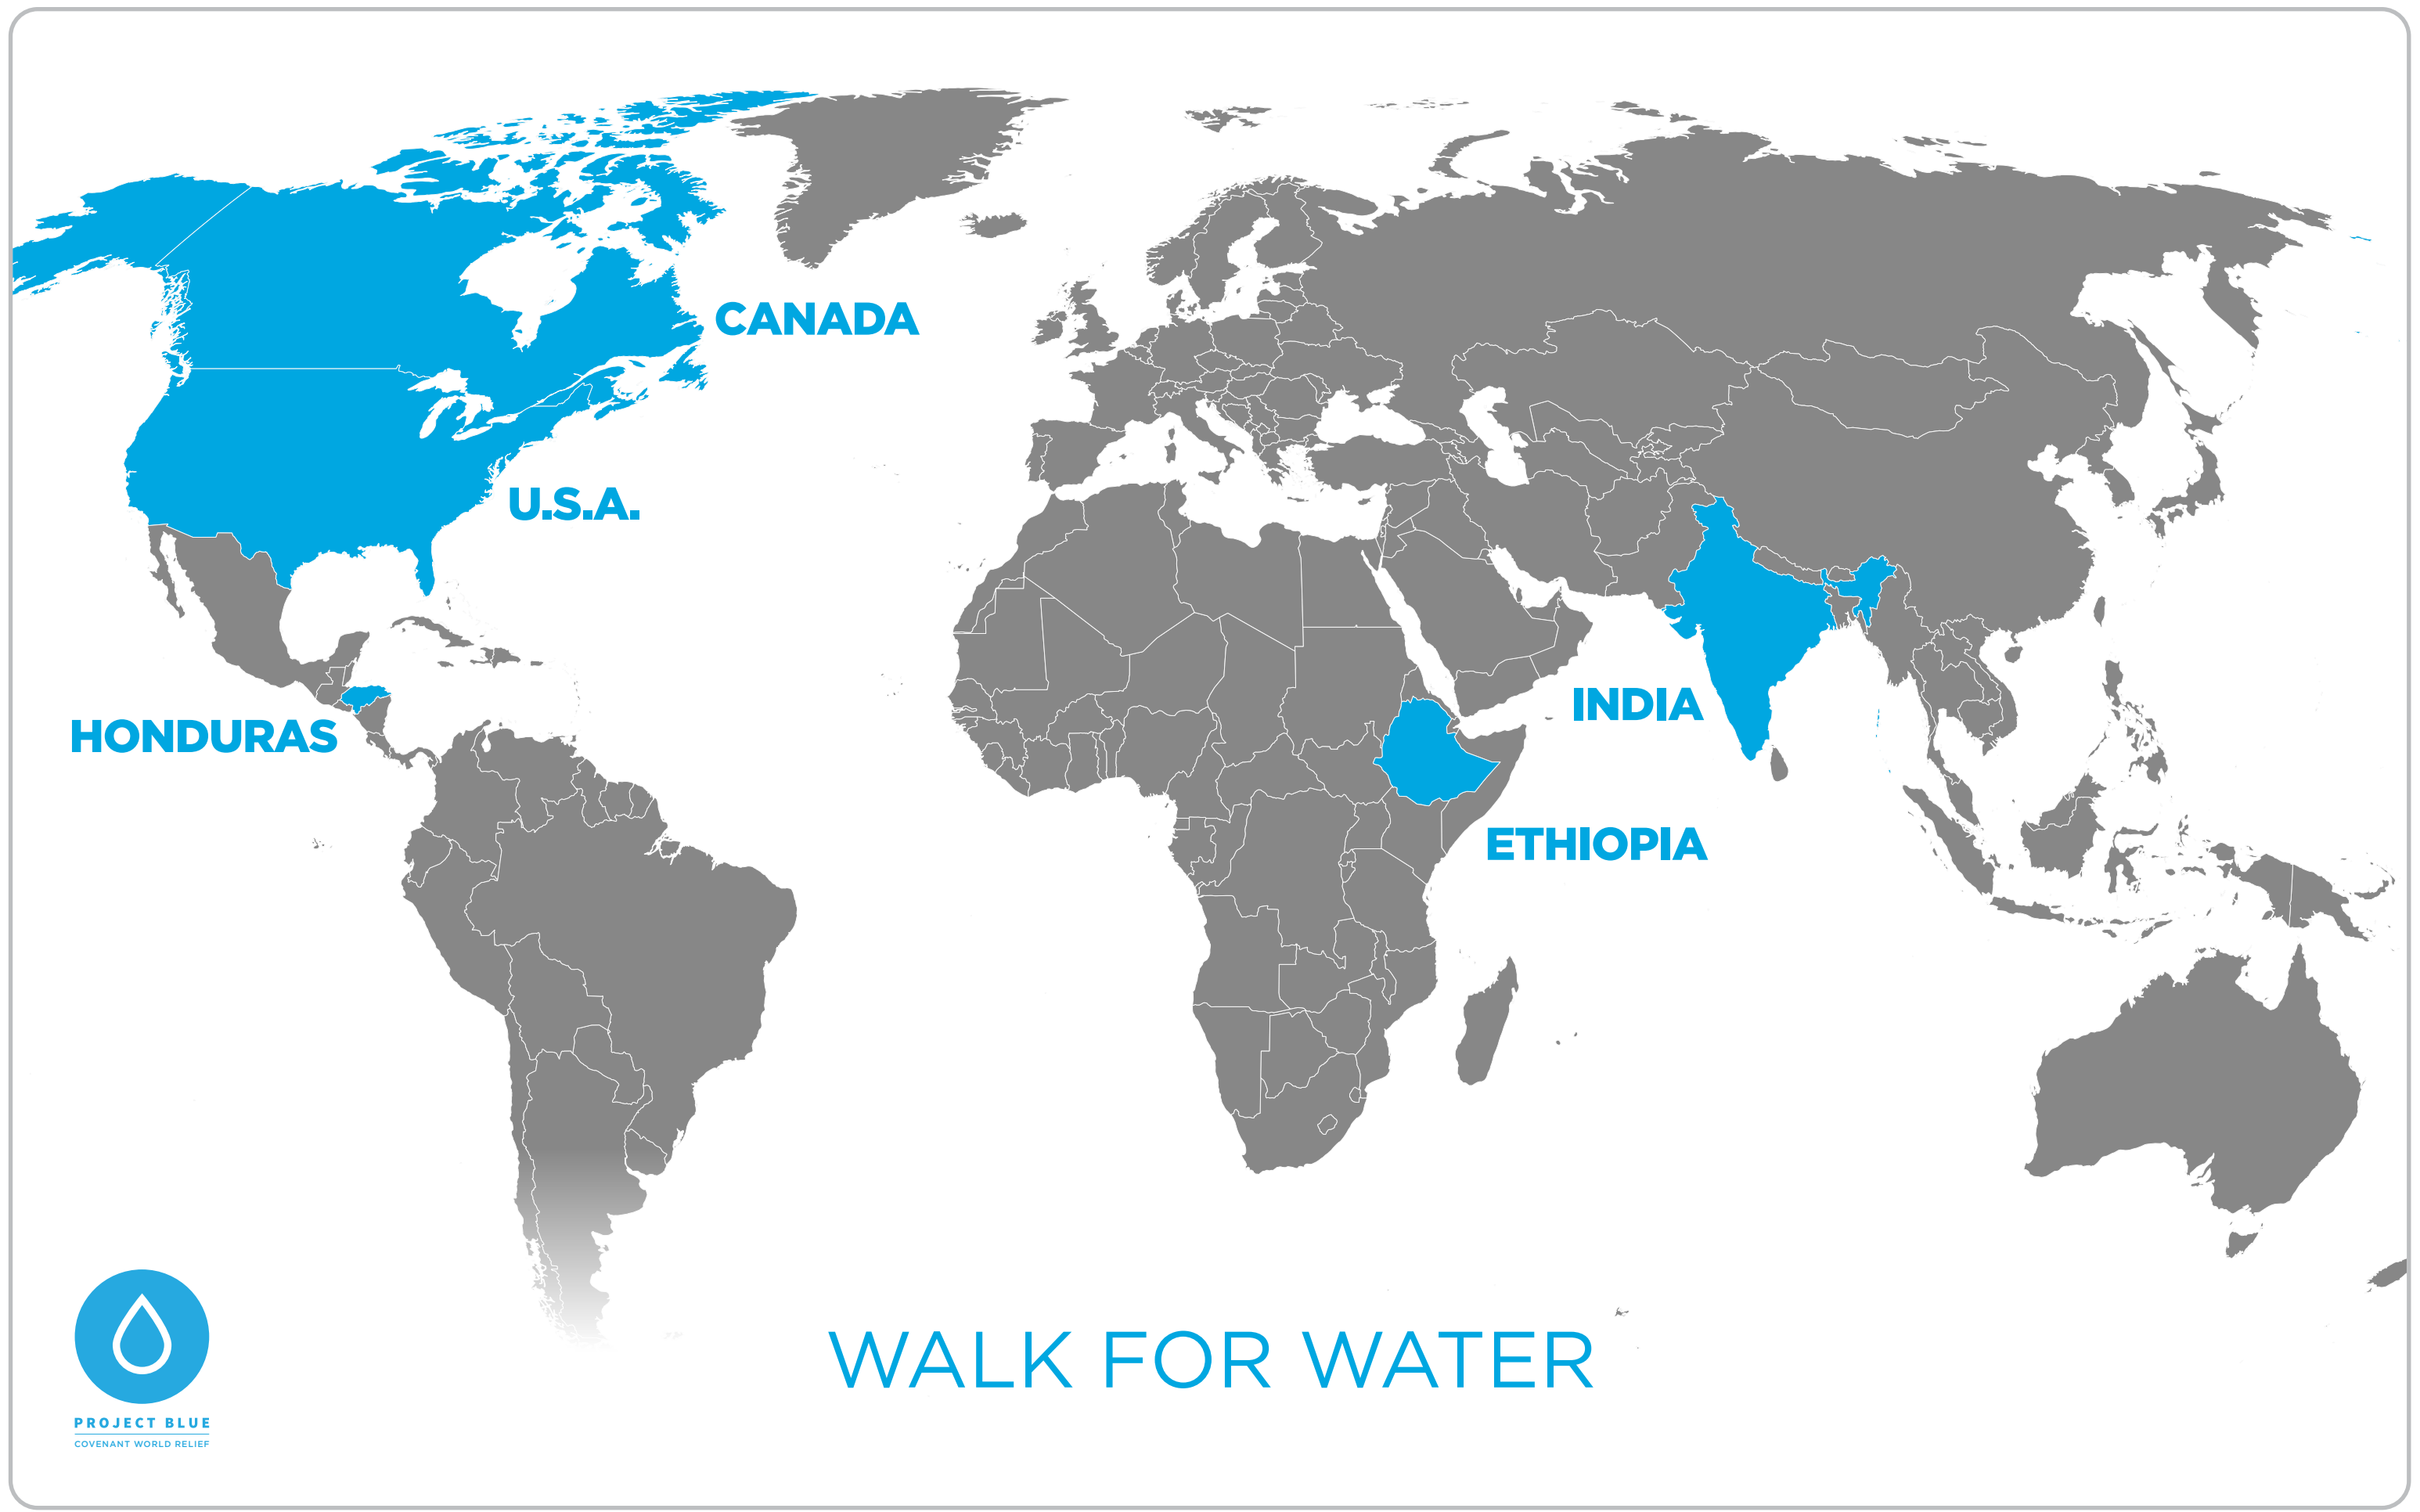 CANADA
U.S.A.
HONDURAS
INDIA
ETHIOPIA
WALK FOR WATER
PROJECT BLUE
COVENANT WORLD RELIEF